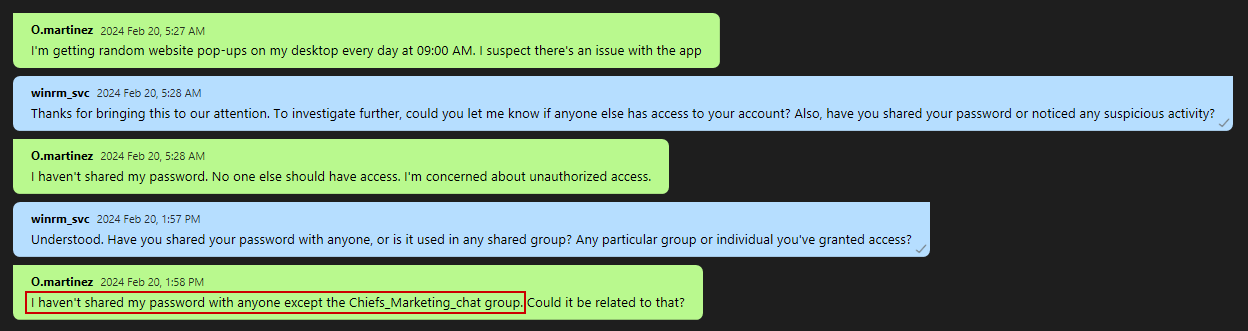 O.martinez 2024 Feb 20, 5:27 AM
I'm getting random website pop-ups on my desktop every day at 09:00 AM. I suspect there's an issue with the app
winrm_svc 2024 Feb 20, 5:28 AM
Thanks for bringing this to our attention. To investigate further, could you let me know if anyone else has access to your account? Also, have you shared your password or noticed any suspicious activity?
O.martinez 2024 Feb 20, 5:28 AM
I haven't shared my password. No one else should have access. I'm concerned about unauthorized access.
winrm_svc 2024 Feb 20, 1:57 PM
Understood. Have you shared your password with anyone, or is it used in any shared group? Any particular group or individual you've granted access?
O.martinez 2024 Feb 20, 1:58 PM
I haven't shared my password with anyone except the Chiefs_Marketing_chat group. Could it be related to that?